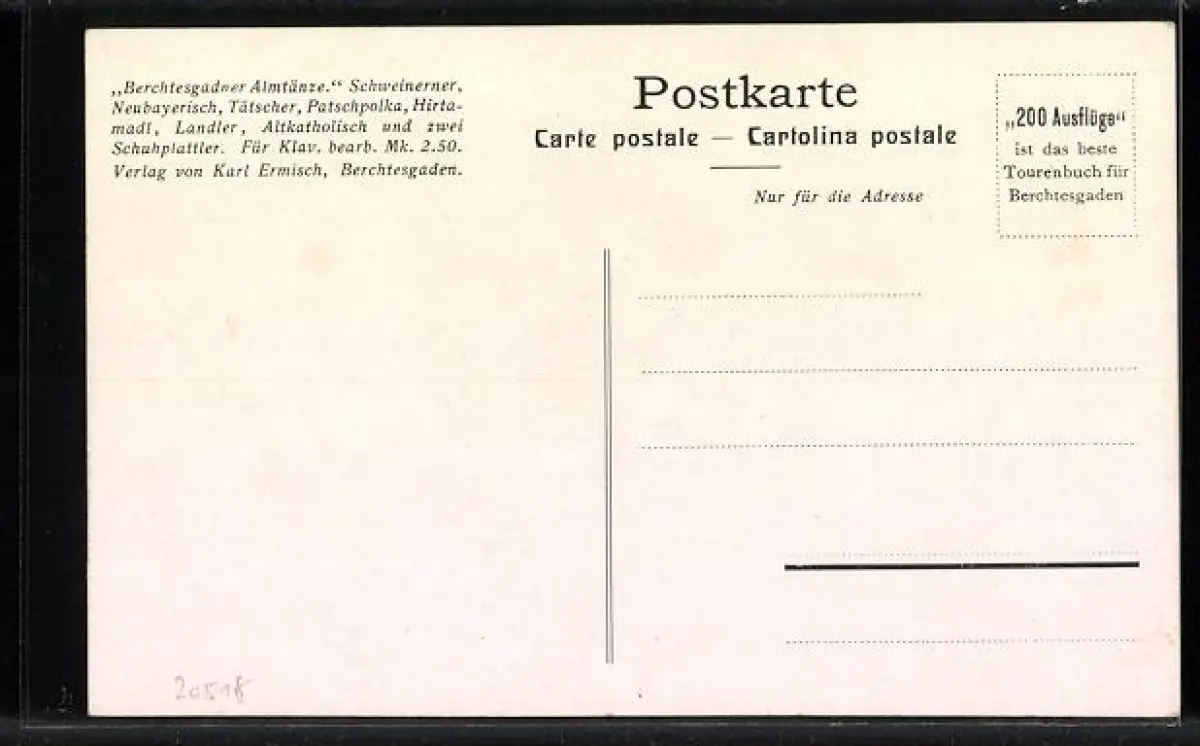 „Berchtesgadner Almtänze.“ Schweinerner,
Neubayerisch, Tätscher, Patschpolka, Hirta-
madl, Landler, Altkatholisch und zwei
Schuhplattler. Für Klav. bearb. Mk. 2.50.
Verlag von Karl Ermisch, Berchtesgaden.
Postkarte
Carte postale — Cartolina postale
Nur für die Adresse
„200 Ausflüge“
ist das beste
Tourenbuch für
Berchtesgaden
20518